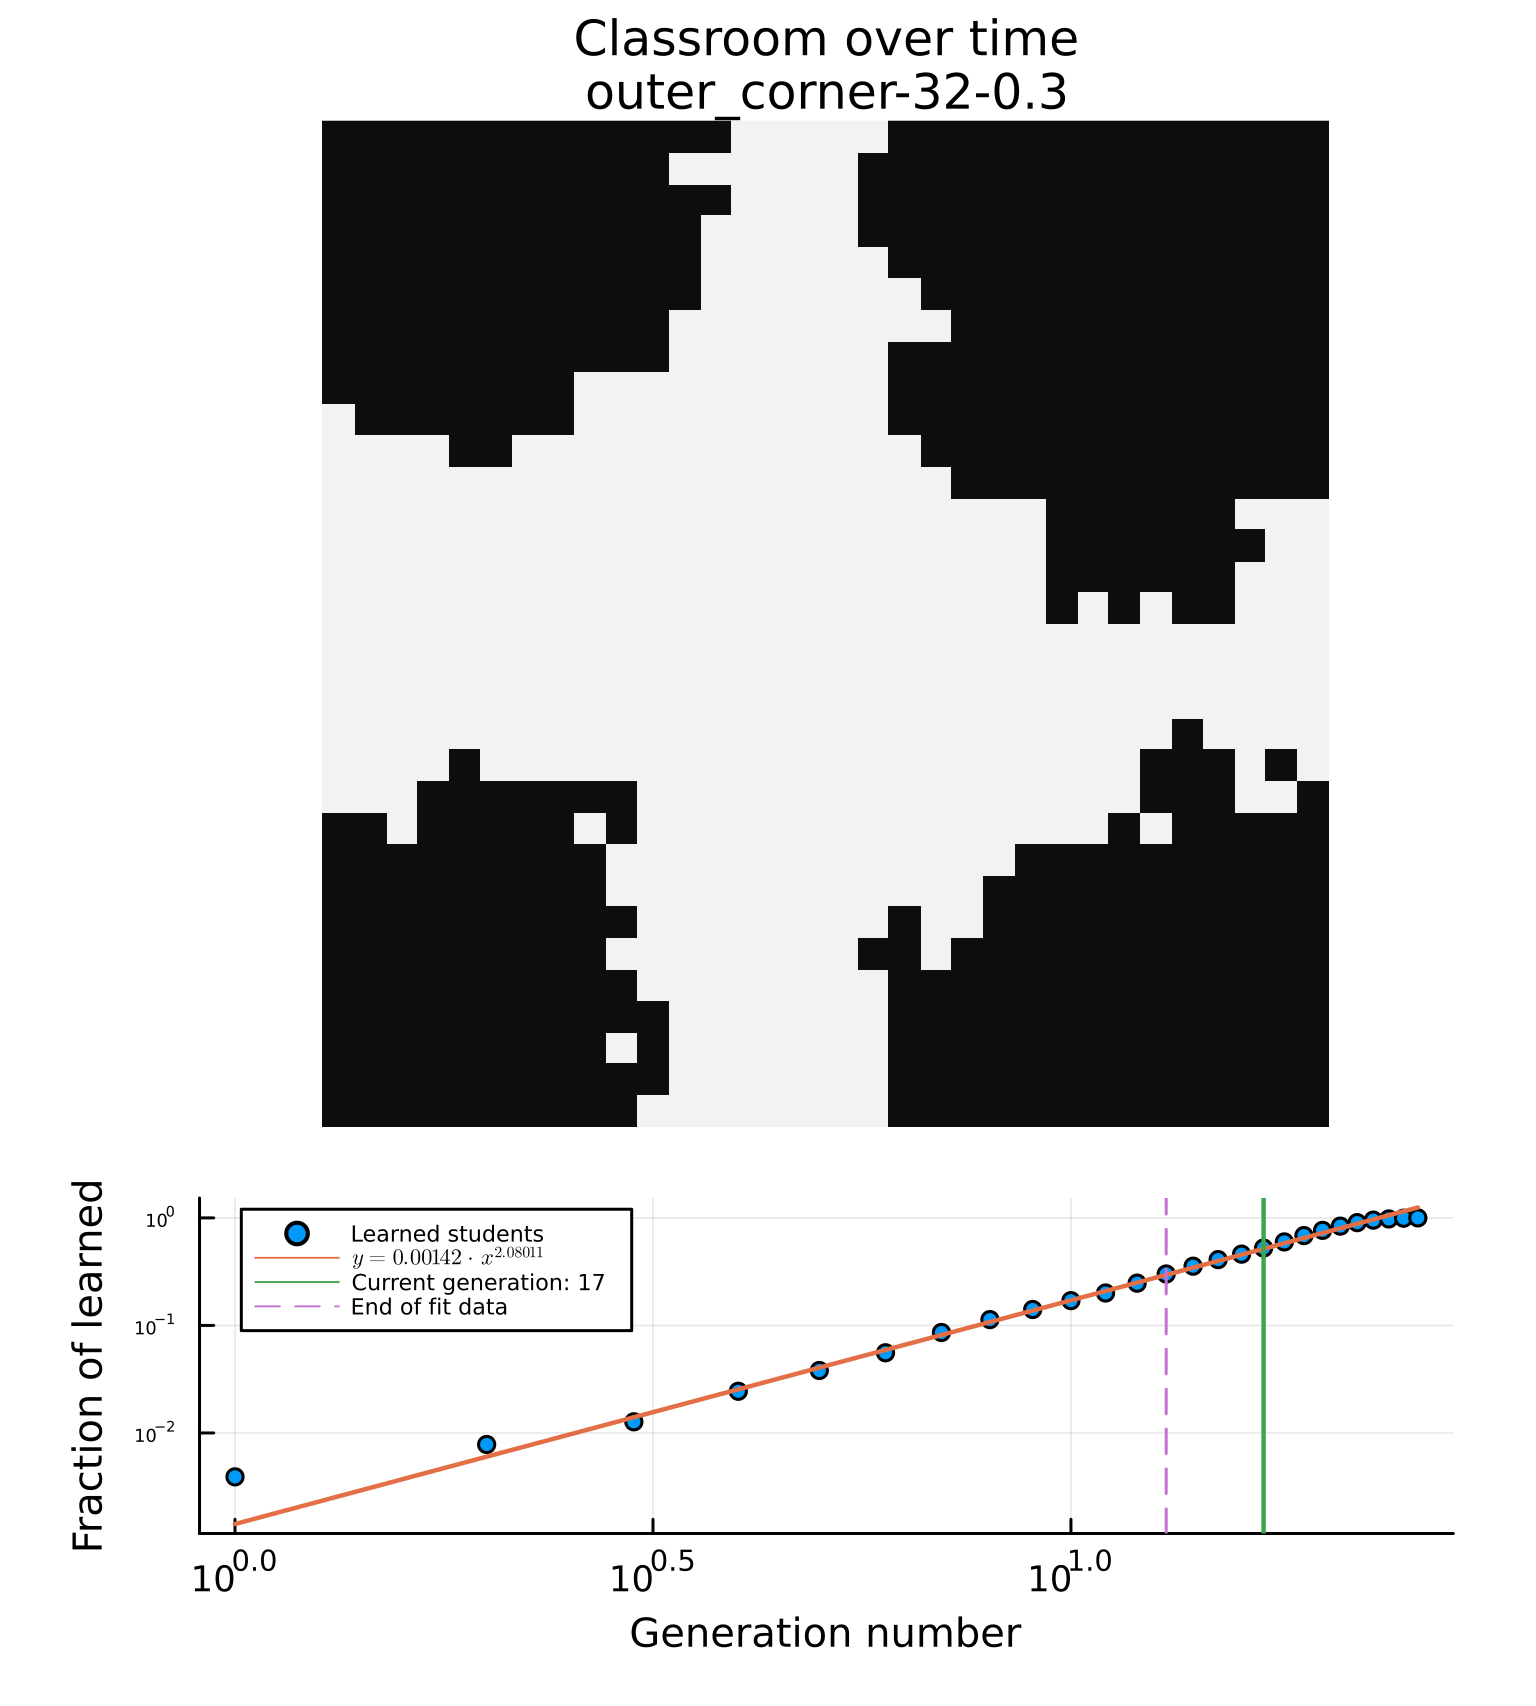 Classroom over time
outer_corner-32-0.3
Fraction of learned
10⁰
10⁻¹
10⁻²
Learned students
y = 0.00142 · x^2.08011
Current generation: 17
End of fit data
10^0.0 10^0.5 10^1.0
Generation number